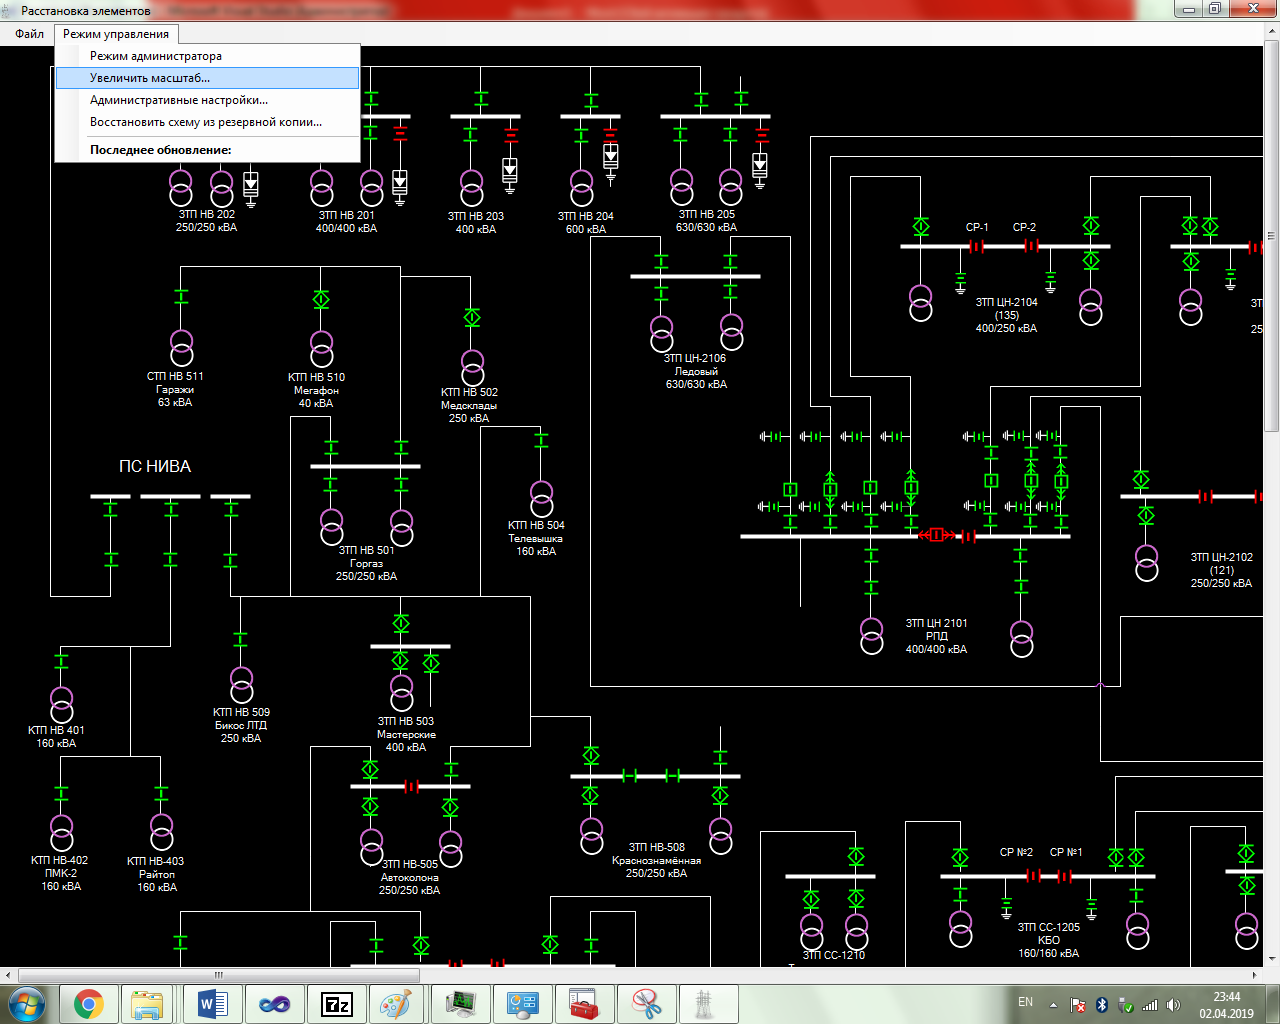 Расстановка элементов
Файл
Режим управления
Режим администратора
Увеличить масштаб...
Административные настройки...
Восстановить схему из резервной копии...
Последнее обновление:
ЗТП НВ 202
250/250 кВА
ЗТП НВ 201
400/400 кВА
ЗТП НВ 203
400 кВА
ЗТП НВ 204
600 кВА
ЗТП НВ 205
630/630 кВА
СР-1
СР-2
ЗТП ЦН-2104
(135)
400/250 кВА
ЗТП ЦН-2106
Ледовый
630/630 кВА
СТП НВ 511
Гаражи
63 кВА
КТП НВ 510
Мегафон
40 кВА
КТП НВ 502
Медсклады
250 кВА
ПС НИВА
ЗТП НВ 501
Горгаз
250/250 кВА
КТП НВ 504
Телевышка
160 кВА
ЗТП ЦН-2102
(121)
250/250 кВА
ЗТП ЦН 2101
РПД
400/400 кВА
КТП НВ 401
160 кВА
КТП НВ 509
Бикос ЛТД
250 кВА
ЗТП НВ 503
Мастерские
400 кВА
КТП НВ-402
ПМК-2
160 кВА
КТП НВ-403
Райтоп
160 кВА
ЗТП НВ-505
Автоколона
250/250 кВА
ЗТП НВ-508
Краснознамённая
250/250 кВА
СР №2
СР №1
ЗТП СС-1205
КБО
160/160 кВА
ЗТП СС-1210
EN
23:44
02.04.2019